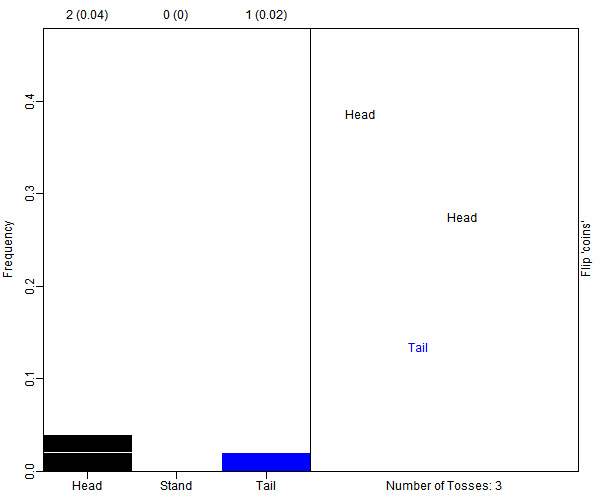 2 (0.04) 0 (0) 1 (0.02)
Frequency
0.4
0.3
0.2
0.1
0.0
Head Stand Tail
Head
Head
Tail
Flip 'coins'
Number of Tosses: 3